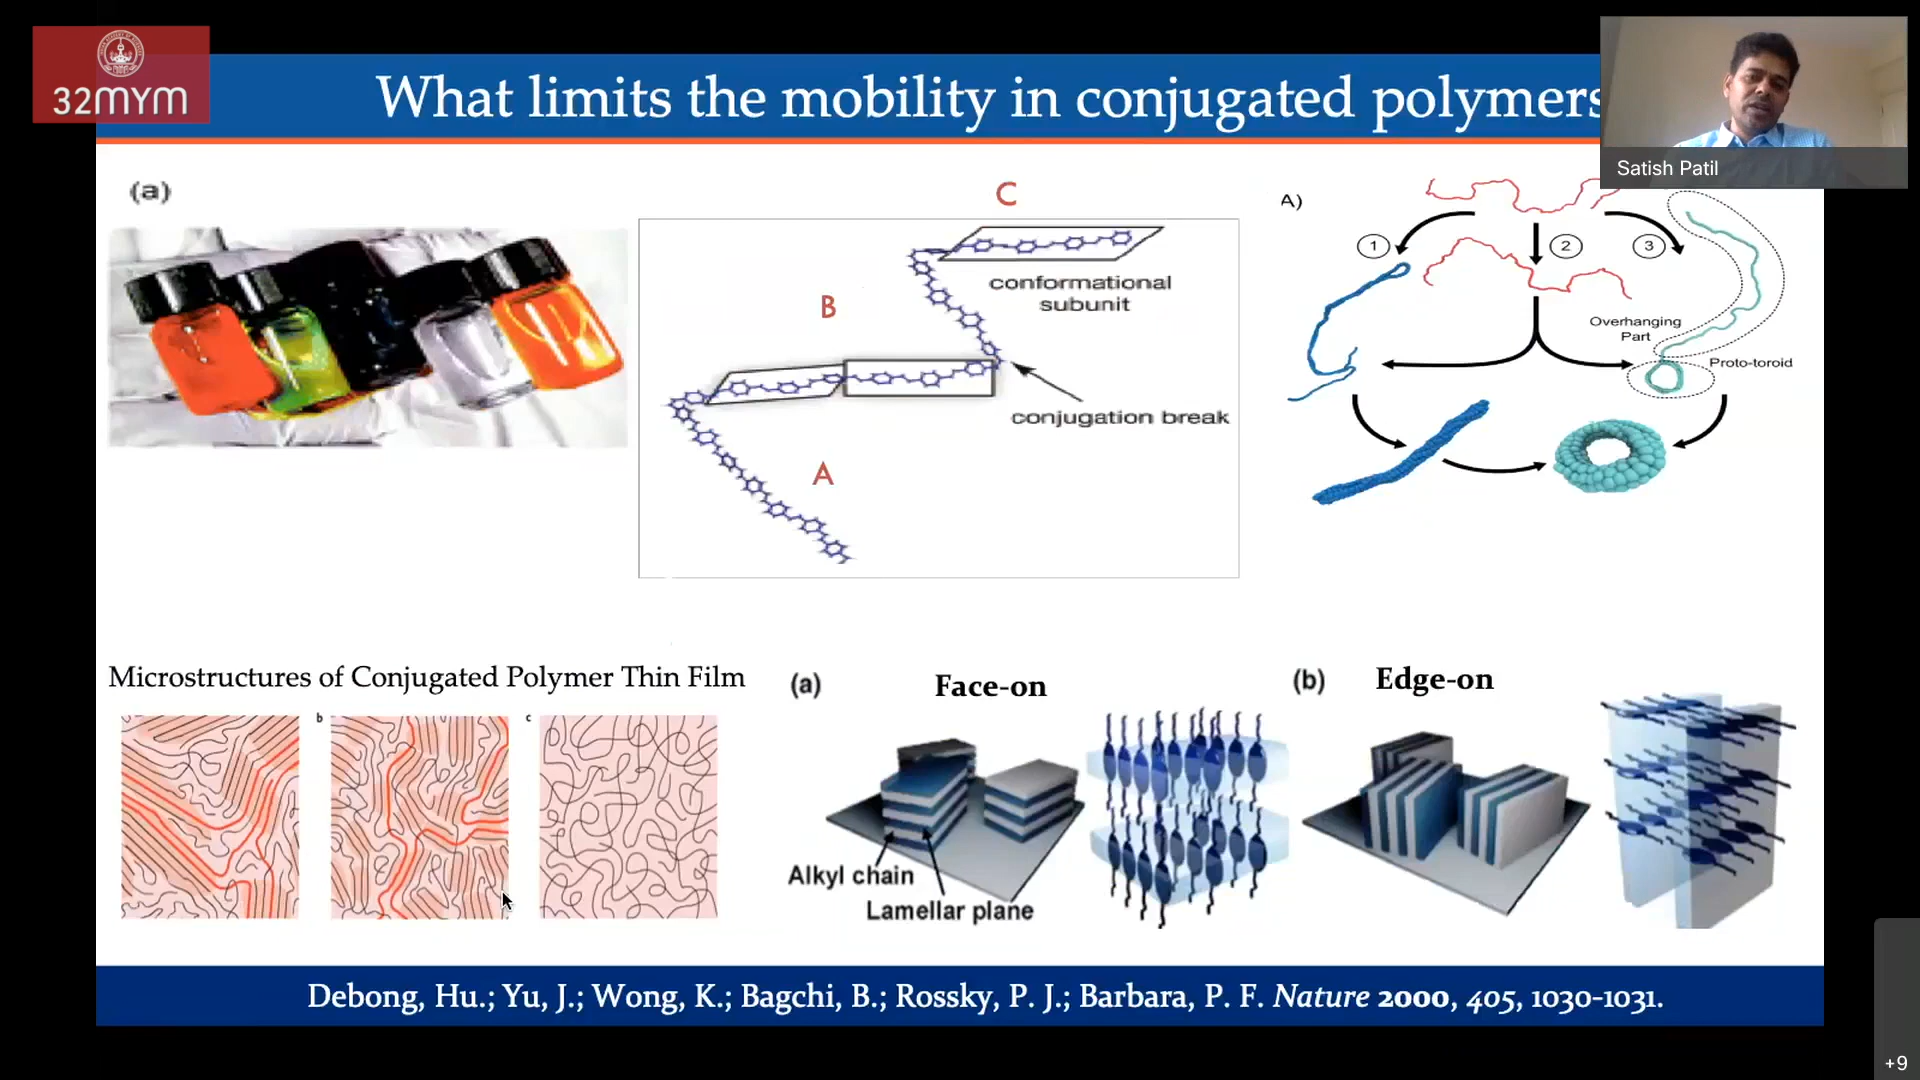 32MYM
What limits the mobility in conjugated polymers
Satish Patil
(a)
C
conformational
subunit
B
conjugation break
A
A)
1
2
3
Overhanging
Part
Proto-toroid
Microstructures of Conjugated Polymer Thin Film
b
c
(a)
Face-on
Alkyl chain
Lamellar plane
(b)
Edge-on
Debong, Hu.; Yu, J.; Wong, K.; Bagchi, B.; Rossky, P. J.; Barbara, P. F. Nature 2000, 405, 1030-1031.
+9